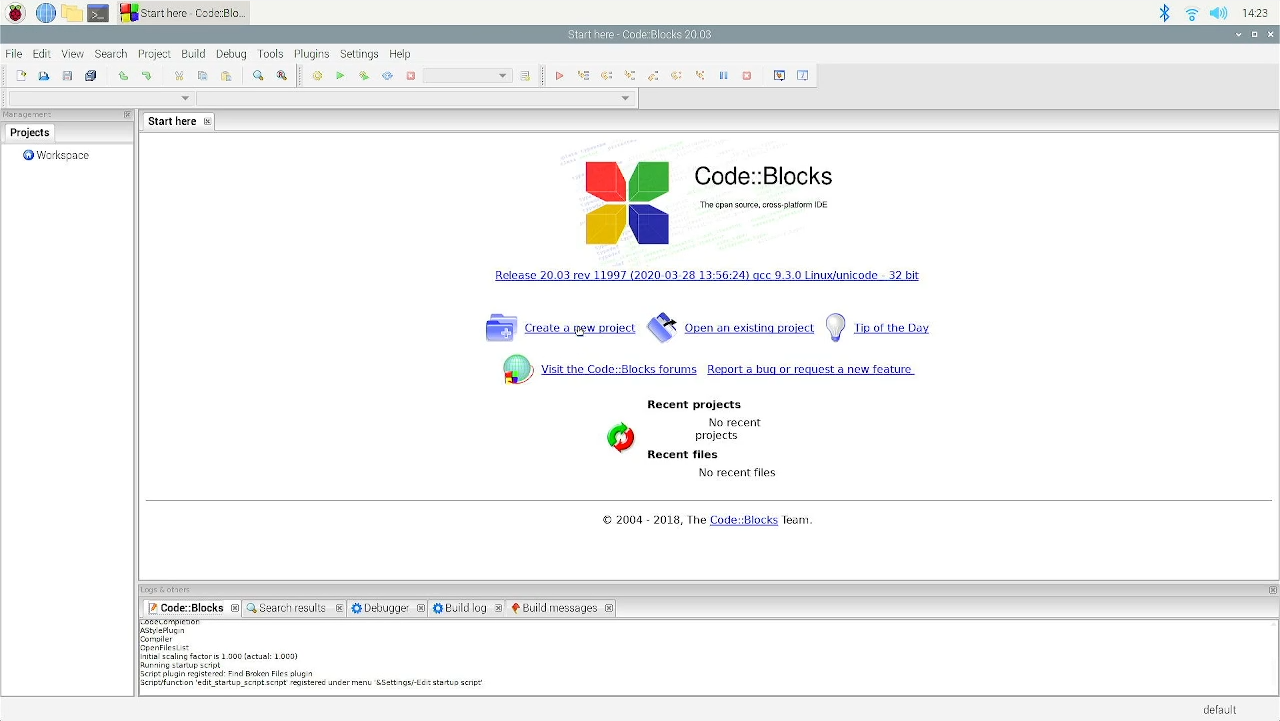 Start here - Code::Blo...
14:23
Start here - Code::Blocks 20.03
File Edit View Search Project Build Debug Tools Plugins Settings Help
Management
Projects
Workspace
Start here
Code::Blocks
The open source, cross-platform IDE
Release 20.03 rev 11997 (2020-03-28 13:56:24) gcc 9.3.0 Linux/unicode - 32 bit
Create a new project Open an existing project Tip of the Day
Visit the Code::Blocks forums Report a bug or request a new feature
Recent projects
No recent
projects
Recent files
No recent files
© 2004 - 2018, The Code::Blocks Team.
Logs & others
Code::Blocks Search results Debugger Build log Build messages
CodeCompletion
AStylePlugin
Compiler
OpenFilesList
Initial scaling factor is 1.000 (actual: 1.000)
Running startup script
Script plugin registered: Find Broken Files plugin
Script/function 'edit_startup_script.script' registered under menu '&Settings/-Edit startup script'
default